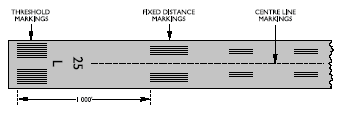 THRESHOLD
MARKINGS
FIXED DISTANCE
MARKINGS
CENTRE LINE
MARKINGS
L
25
1 000'